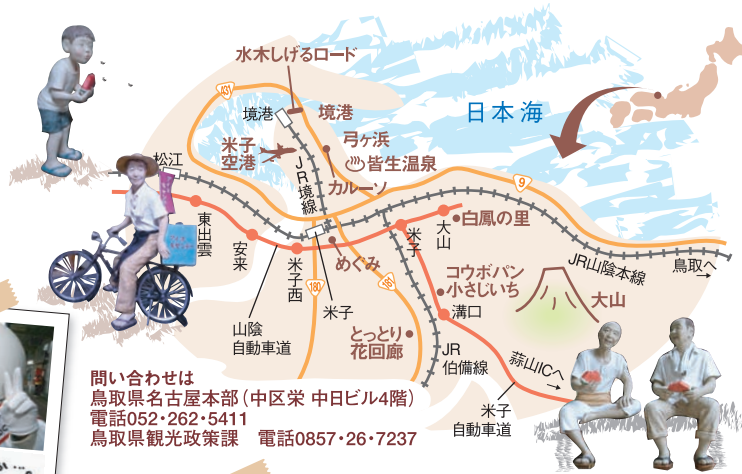 水木しげるロード
431
境港
境港
日本海
米子
空港
弓ヶ浜
皆生温泉
JR境線
カルーソ
松江
9
東出雲
安来
米子西
めぐみ
米子
大山
白鳳の里
JR山陰本線
鳥取へ
コウボパン
小さじいち
大山
180
181
米子
溝口
山陰
自動車道
とっとり
花回廊
JR
伯備線
蒜山ICへ
米子
自動車道
問い合わせは
鳥取県名古屋本部（中区栄 中日ビル4階）
電話052・262・5411
鳥取県観光政策課　電話0857・26・7237